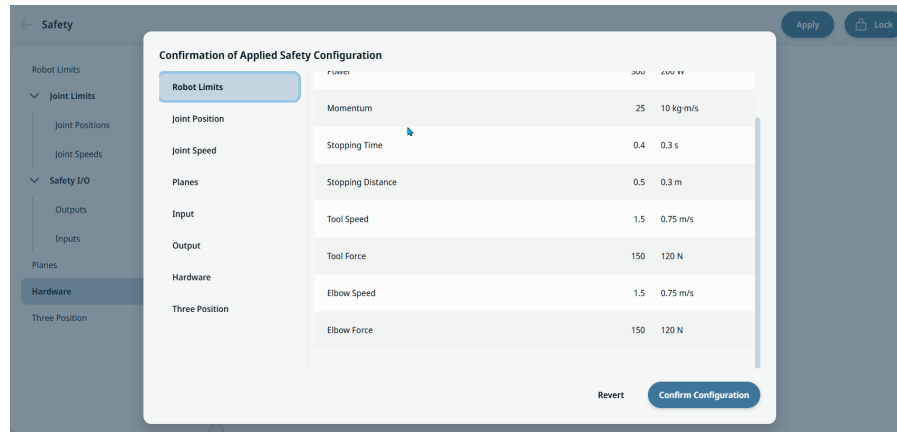 Safety
Apply
Lock
Confirmation of Applied Safety Configuration
Robot Limits
Joint Limits
Joint Positions
Joint Speeds
Safety I/O
Outputs
Inputs
Planes
Hardware
Three Position
Robot Limits
Joint Position
Joint Speed
Planes
Input
Output
Hardware
Three Position
Power 300 200 W
Momentum 25 10 kg·m/s
Stopping Time 0.4 0.3 s
Stopping Distance 0.5 0.3 m
Tool Speed 1.5 0.75 m/s
Tool Force 150 120 N
Elbow Speed 1.5 0.75 m/s
Elbow Force 150 120 N
Revert
Confirm Configuration